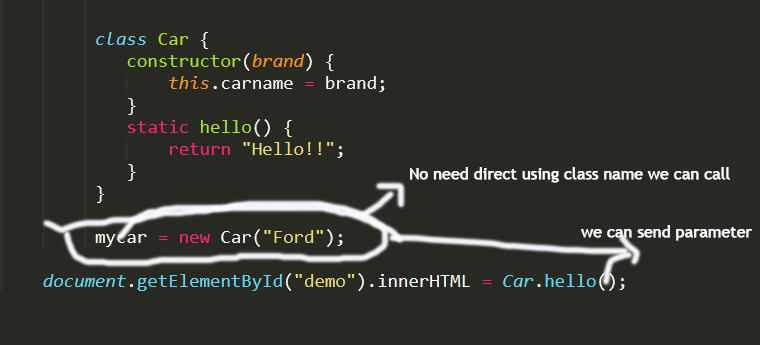 class Car {
constructor(brand) {
this.carname = brand;
}
static hello() {
return "Hello!!";
}
}
No need direct using class name we can call
mycar = new Car("Ford");
we can send parameter
document.getElementById("demo").innerHTML = Car.hello();